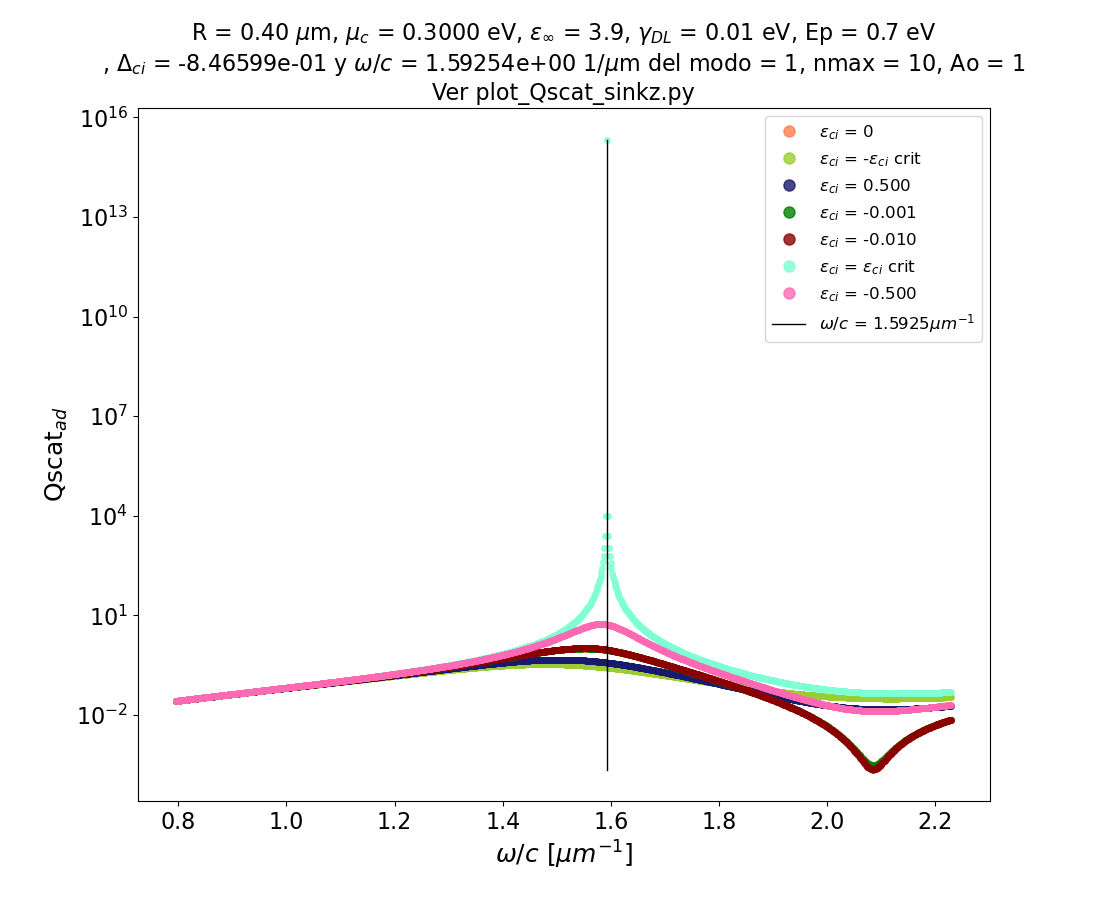 R = 0.40 μm, μ_c = 0.3000 eV, ε_∞ = 3.9, γ_DL = 0.01 eV, Ep = 0.7 eV
, Δ_ci = -8.46599e-01 y ω/c = 1.59254e+00 1/μm del modo = 1, nmax = 10, Ao = 1
Ver plot_Qscat_sinkz.py
10^16
10^13
10^10
10^7
10^4
10^1
10^−2
Qscat_ad
ε_ci = 0
ε_ci = -ε_ci crit
ε_ci = 0.500
ε_ci = -0.001
ε_ci = -0.010
ε_ci = ε_ci crit
ε_ci = -0.500
ω/c = 1.5925μm^−1
0.8 1.0 1.2 1.4 1.6 1.8 2.0 2.2
ω/c [μm^−1]